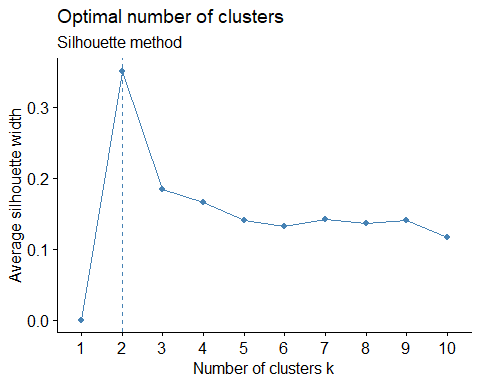 Optimal number of clusters
Silhouette method
Average silhouette width
0.3
0.2
0.1
0.0
1 2 3 4 5 6 7 8 9 10
Number of clusters k